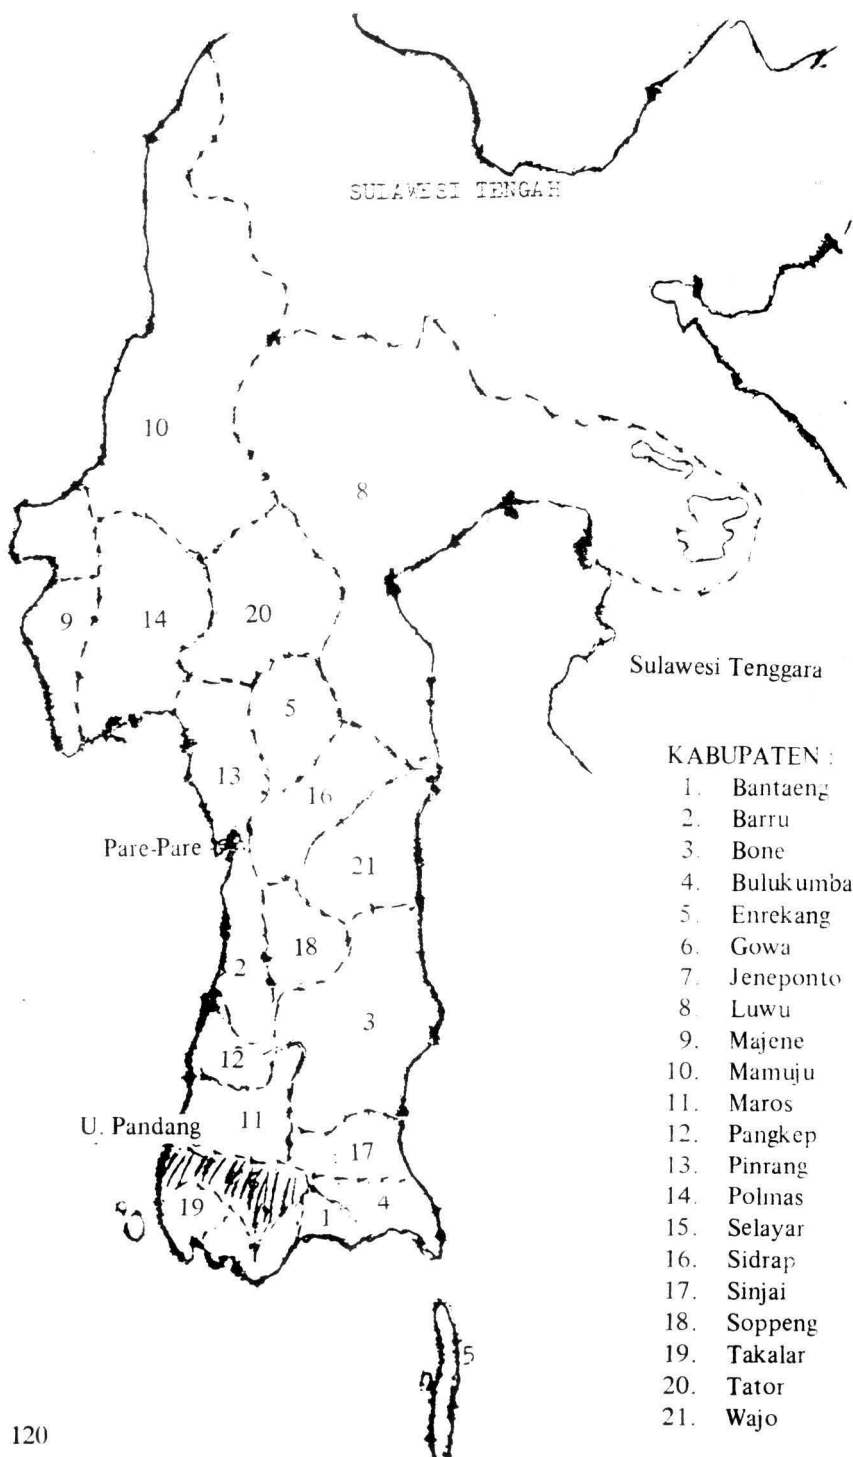 SULAWESI TENGAH
10
8
9
14
20
Sulawesi Tenggara
5
13
16
Pare-Pare
21
18
2
3
12
11
U. Pandang
17
19
1
4
5
KABUPATEN :
1. Bantaeng
2. Barru
3. Bone
4. Bulukumba
5. Enrekang
6. Gowa
7. Jeneponto
8. Luwu
9. Majene
10. Mamuju
11. Maros
12. Pangkep
13. Pinrang
14. Polmas
15. Selayar
16. Sidrap
17. Sinjai
18. Soppeng
19. Takalar
20. Tator
21. Wajo
120